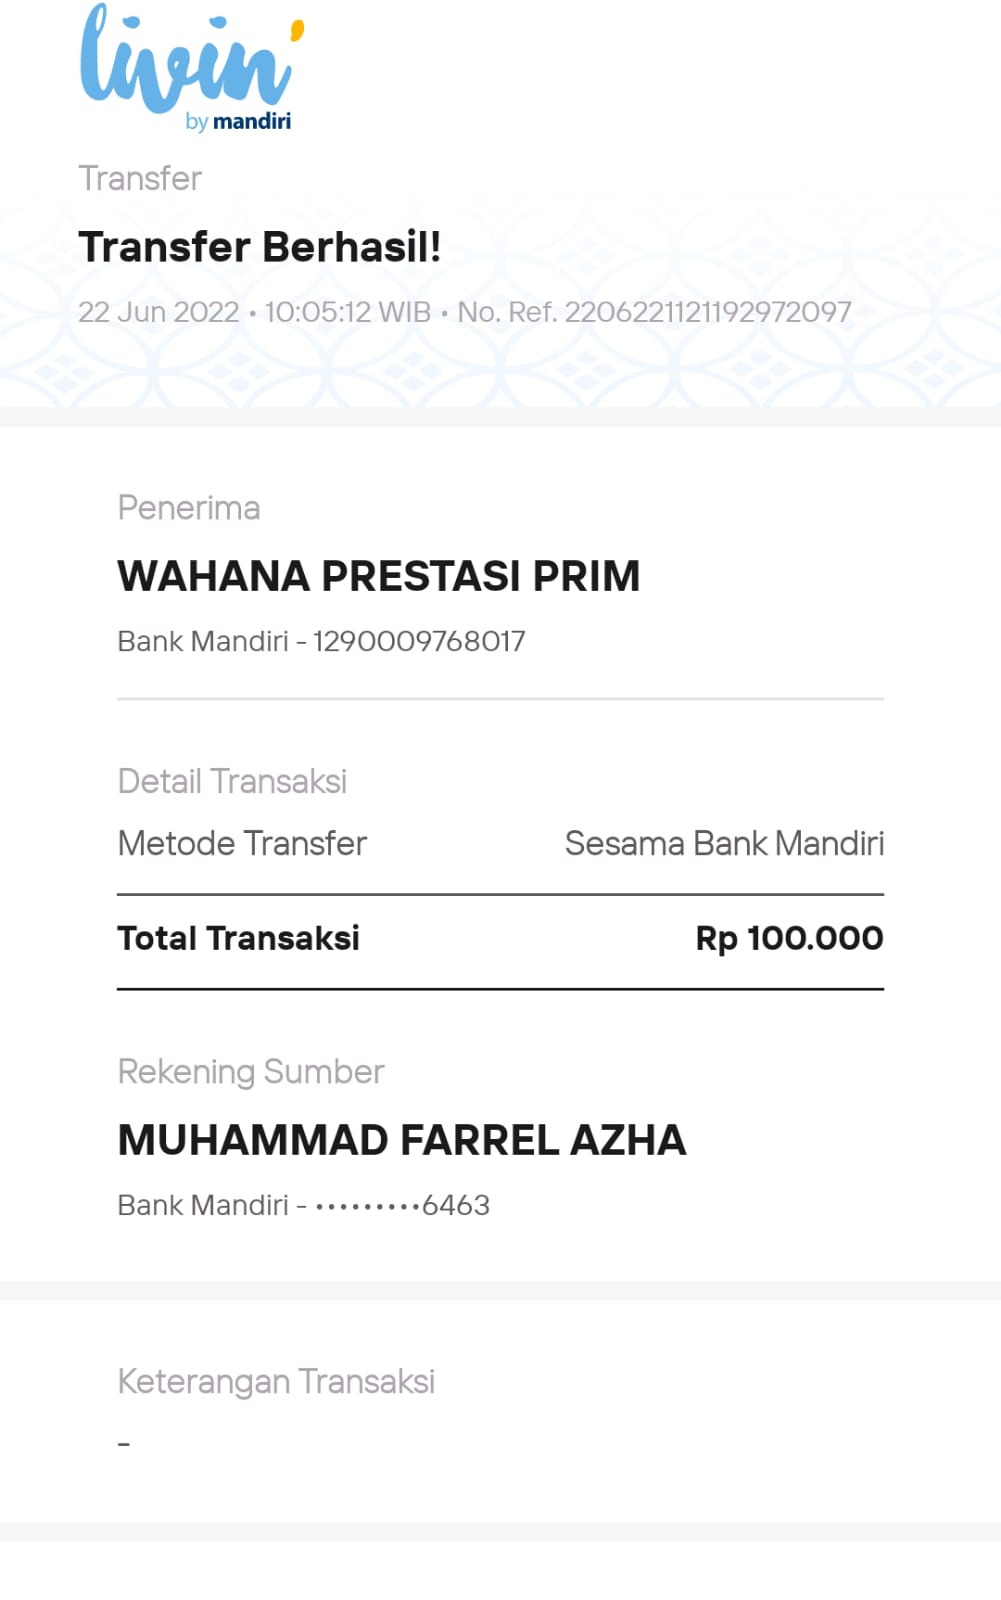 livin'
by mandiri
Transfer
Transfer Berhasil!
22 Jun 2022 • 10:05:12 WIB • No. Ref. 2206221121192972097
Penerima
WAHANA PRESTASI PRIM
Bank Mandiri - 1290009768017
Detail Transaksi
Metode Transfer Sesama Bank Mandiri
Total Transaksi Rp 100.000
Rekening Sumber
MUHAMMAD FARREL AZHA
Bank Mandiri - •••••••••6463
Keterangan Transaksi
-